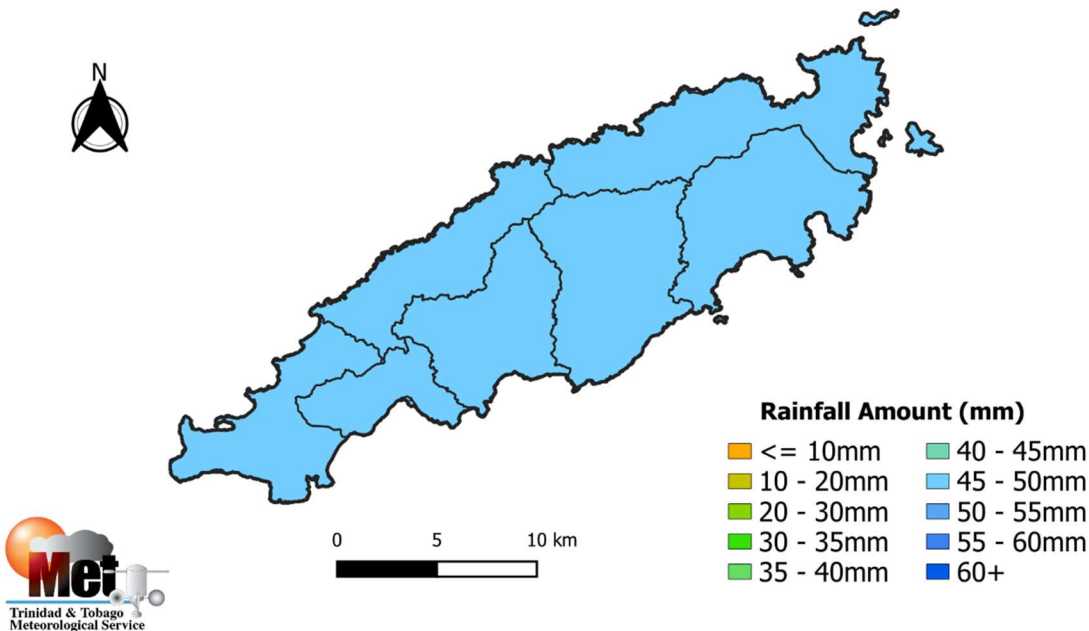 N
Rainfall Amount (mm)
<= 10mm
10 - 20mm
20 - 30mm
30 - 35mm
35 - 40mm
40 - 45mm
45 - 50mm
50 - 55mm
55 - 60mm
60+
0 5 10 km
Met
Trinidad & Tobago
Meteorological Service